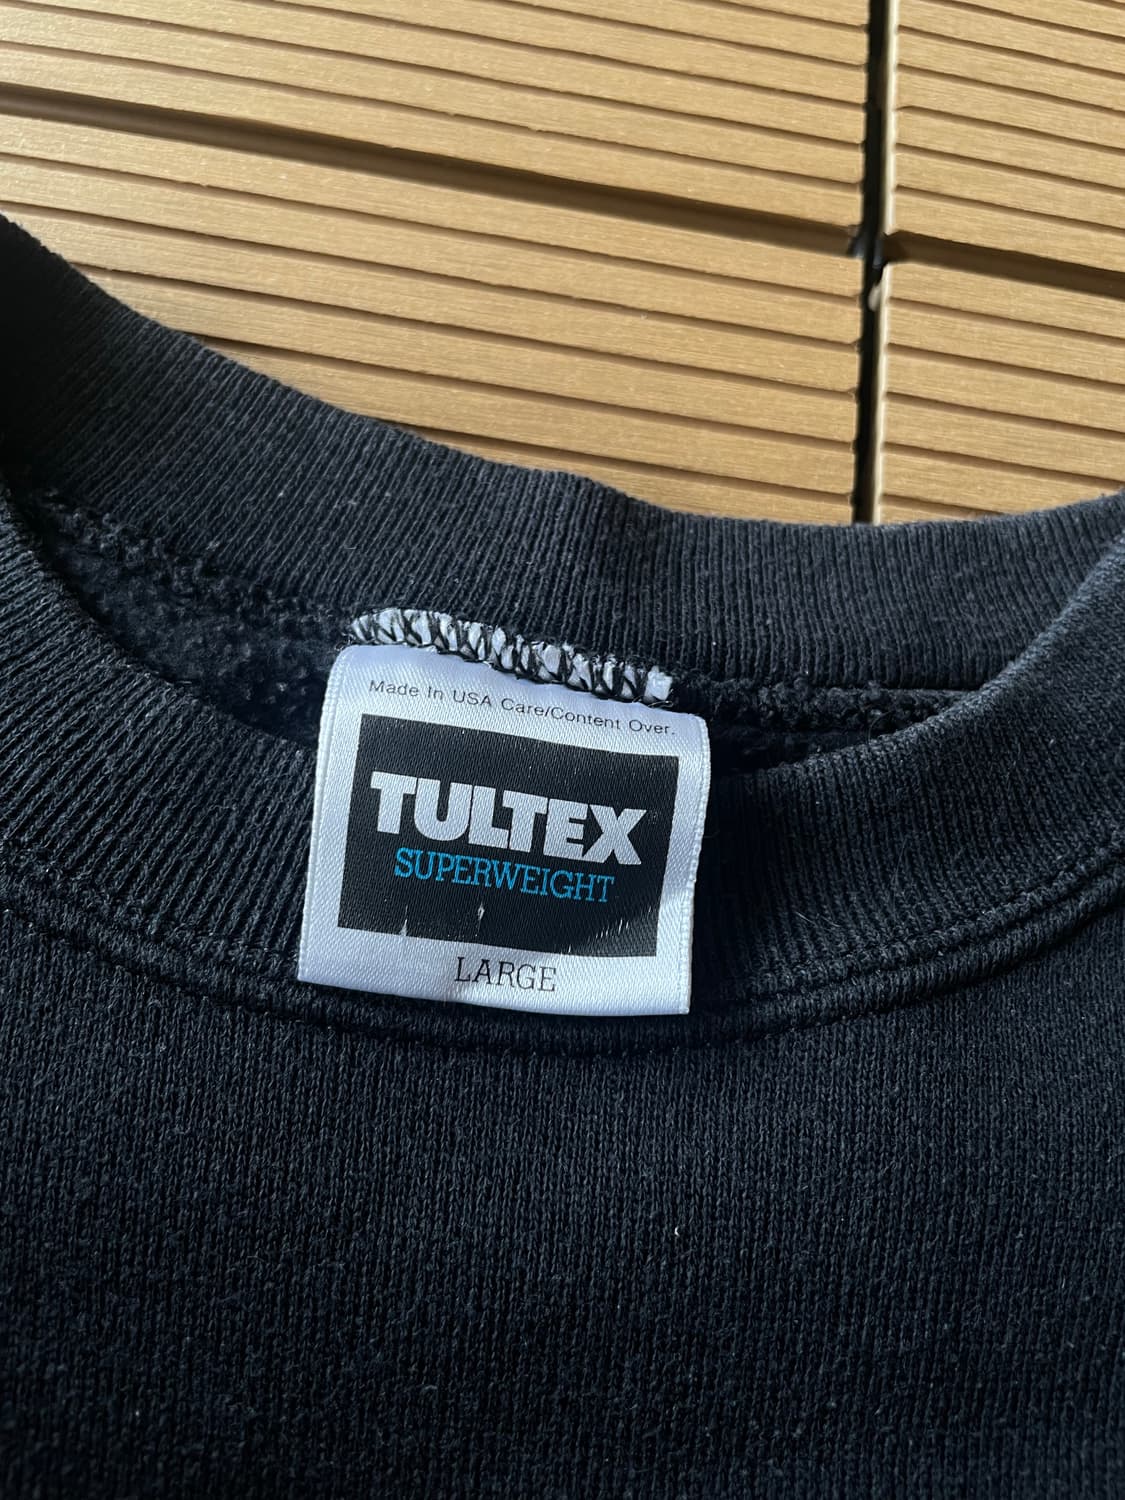 Made In USA Care/Content Over.
TULTEX
SUPERWEIGHT
LARGE